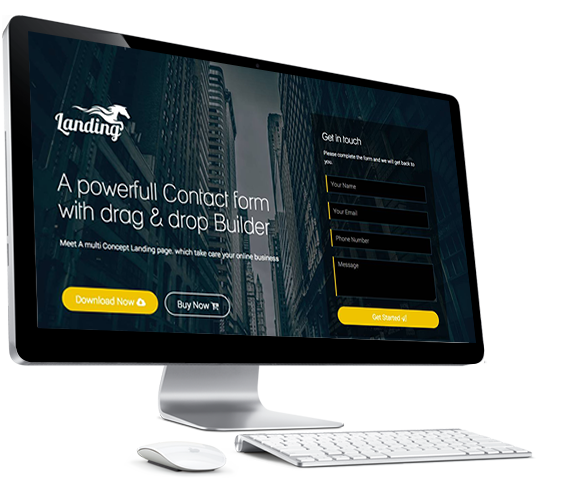 Landing
A powerfull Contact form
with drag & drop Builder
Meet A multi Concept Landing page, which take care your online business
Download Now
Buy Now
Get in touch
Please complete the form and we will get back to
you.
Your Name
Your Email
Phone Number
Message
Get Started